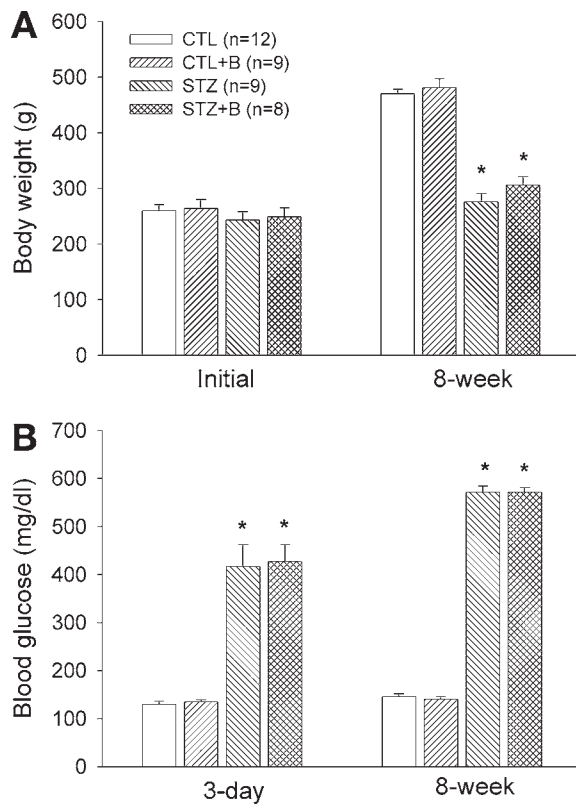 A
Body weight (g)
600
500
400
300
200
100
0
CTL (n=12)
CTL+B (n=9)
STZ (n=9)
STZ+B (n=8)
* *
Initial 8-week
B
Blood glucose (mg/dl)
700
600
500
400
300
200
100
0
* * * *
3-day 8-week